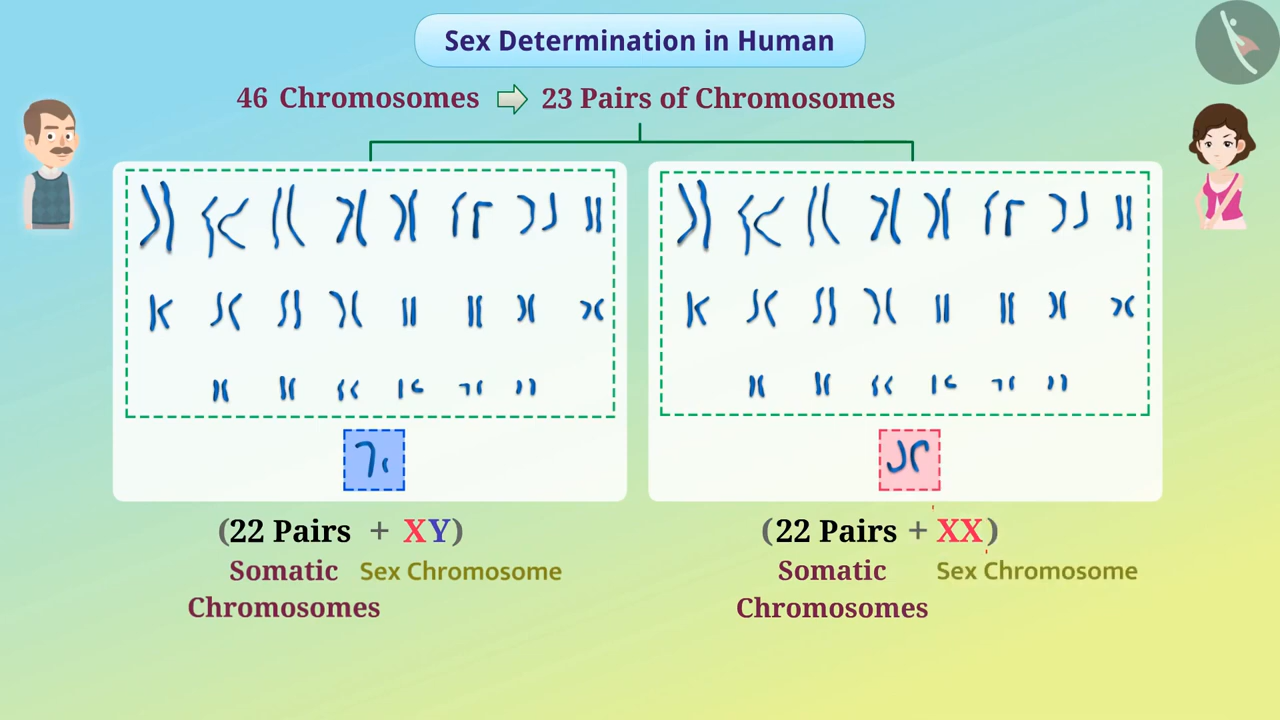 Sex Determination in Human
46 Chromosomes 23 Pairs of Chromosomes
(22 Pairs + XY)
Somatic Sex Chromosome
Chromosomes
(22 Pairs + XX)
Somatic Sex Chromosome
Chromosomes